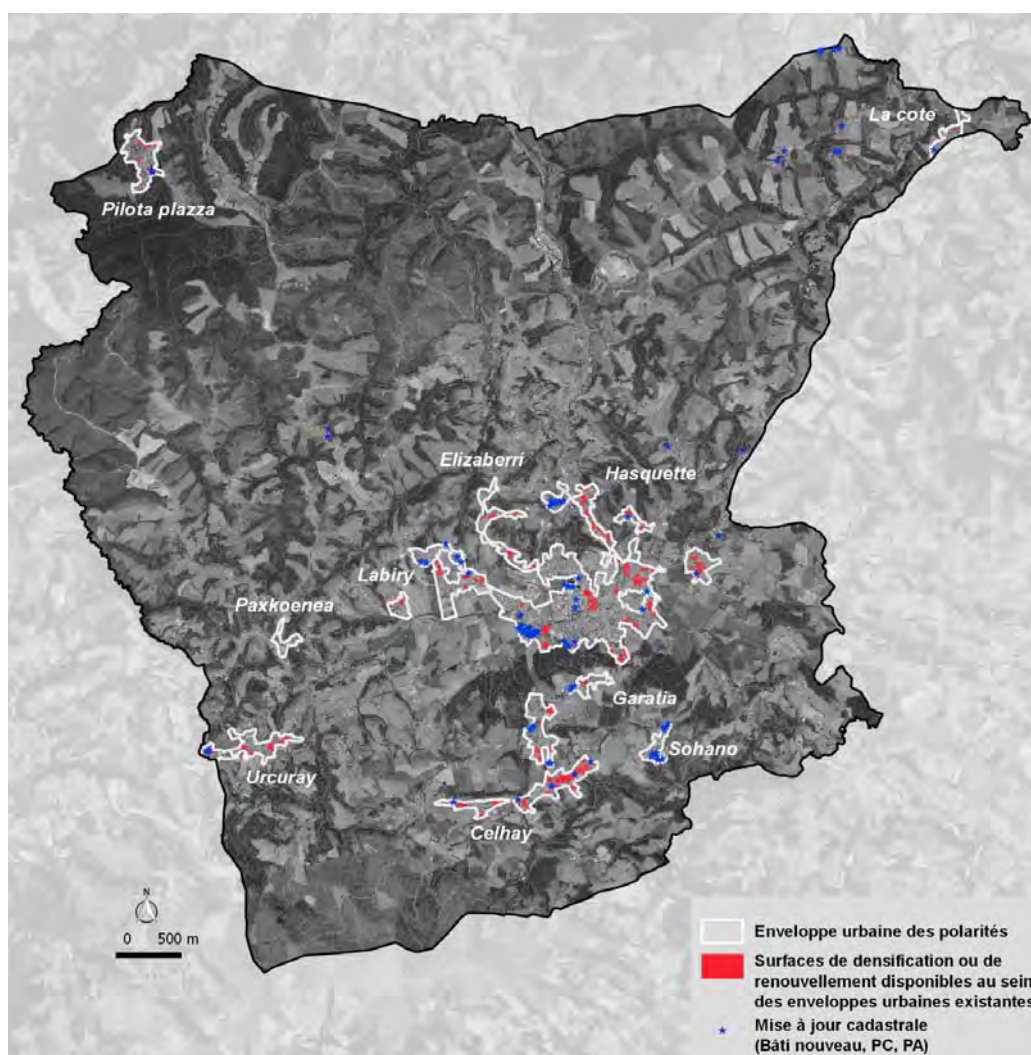 La cote
Pilota plazza
Elizaberri
Hasquette
Labiry
Paxkoenea
Garatia
Sohano
Urcuray
Celhay
N
0 500 m
Enveloppe urbaine des polarités
Surfaces de densification ou de
renouvellement disponibles au sein
des enveloppes urbaines existantes
Mise à jour cadastrale
(Bâti nouveau, PC, PA)